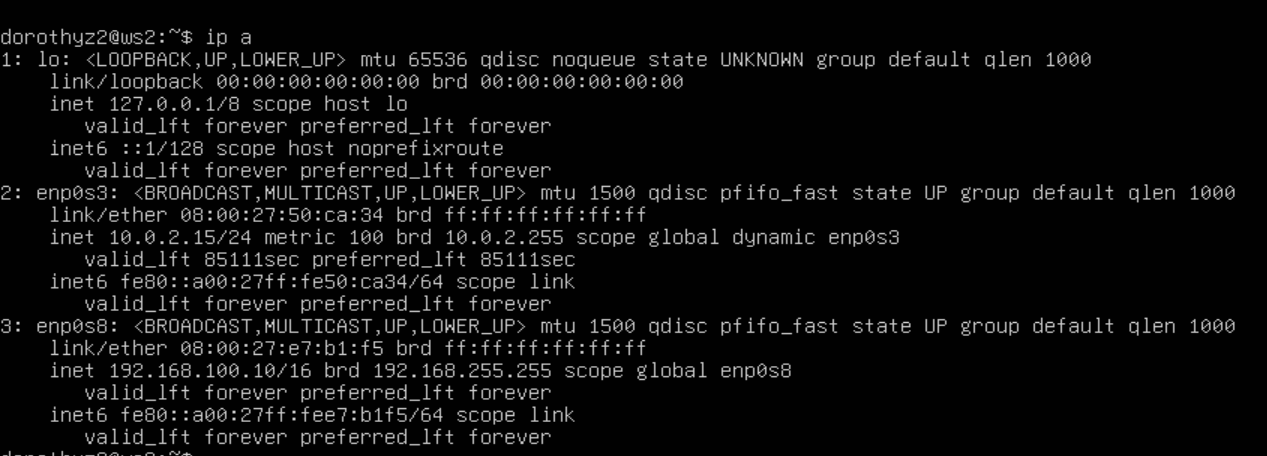 dorothyz2@ws2:~$ ip a
1: lo: <LOOPBACK,UP,LOWER_UP> mtu 65536 qdisc noqueue state UNKNOWN group default qlen 1000
    link/loopback 00:00:00:00:00:00 brd 00:00:00:00:00:00
    inet 127.0.0.1/8 scope host lo
       valid_lft forever preferred_lft forever
    inet6 ::1/128 scope host noprefixroute
       valid_lft forever preferred_lft forever
2: enp0s3: <BROADCAST,MULTICAST,UP,LOWER_UP> mtu 1500 qdisc pfifo_fast state UP group default qlen 1000
    link/ether 08:00:27:50:ca:34 brd ff:ff:ff:ff:ff:ff
    inet 10.0.2.15/24 metric 100 brd 10.0.2.255 scope global dynamic enp0s3
       valid_lft 85111sec preferred_lft 85111sec
    inet6 fe80::a00:27ff:fe50:ca34/64 scope link
       valid_lft forever preferred_lft forever
3: enp0s8: <BROADCAST,MULTICAST,UP,LOWER_UP> mtu 1500 qdisc pfifo_fast state UP group default qlen 1000
    link/ether 08:00:27:e7:b1:f5 brd ff:ff:ff:ff:ff:ff
    inet 192.168.100.10/16 brd 192.168.255.255 scope global enp0s8
       valid_lft forever preferred_lft forever
    inet6 fe80::a00:27ff:fee7:b1f5/64 scope link
       valid_lft forever preferred_lft forever